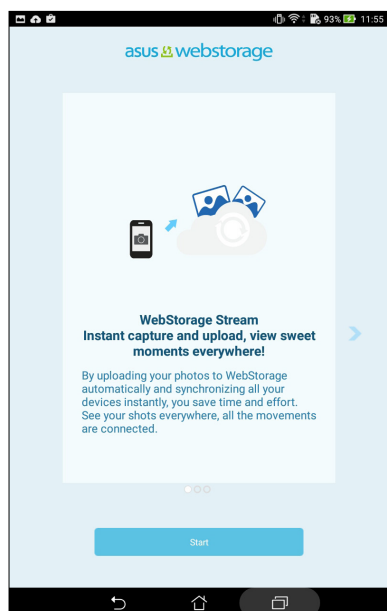 93% 11:55
asus webstorage
WebStorage Stream
Instant capture and upload, view sweet
moments everywhere!
By uploading your photos to WebStorage
automatically and synchronizing all your
devices instantly, you save time and effort.
See your shots everywhere, all the movements
are connected.
Start